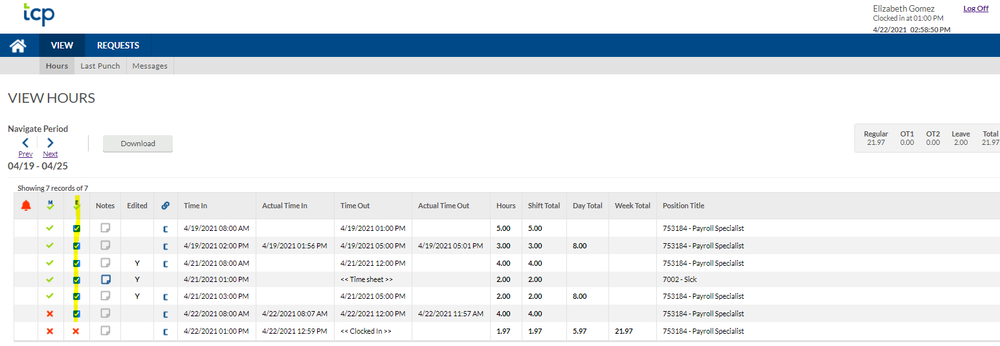 tcp
Elizabeth Gomez Log Off
Clocked in at 01:00 PM
4/22/2021 02:58:50 PM
VIEW REQUESTS
Hours Last Punch Messages
VIEW HOURS
Navigate Period
Download
Prev Next
04/19 - 04/25
Regular OT1 OT2 Leave Total
21.97 0.00 0.00 2.00 21.97
Showing 7 records of 7
M E Notes Edited Time In Actual Time In Time Out Actual Time Out Hours Shift Total Day Total Week Total Position Title
4/19/2021 08:00 AM 4/19/2021 01:00 PM 5.00 5.00 753184 - Payroll Specialist
4/19/2021 02:00 PM 4/19/2021 01:56 PM 4/19/2021 05:00 PM 4/19/2021 05:01 PM 3.00 3.00 8.00 753184 - Payroll Specialist
Y 4/21/2021 08:00 AM 4/21/2021 12:00 PM 4.00 4.00 753184 - Payroll Specialist
Y 4/21/2021 01:00 PM << Time sheet >> 2.00 2.00 7002 - Sick
Y 4/21/2021 03:00 PM 4/21/2021 05:00 PM 2.00 2.00 8.00 753184 - Payroll Specialist
4/22/2021 08:00 AM 4/22/2021 08:07 AM 4/22/2021 12:00 PM 4/22/2021 11:57 AM 4.00 4.00 753184 - Payroll Specialist
4/22/2021 01:00 PM 4/22/2021 12:59 PM << Clocked In >> 1.97 1.97 5.97 21.97 753184 - Payroll Specialist